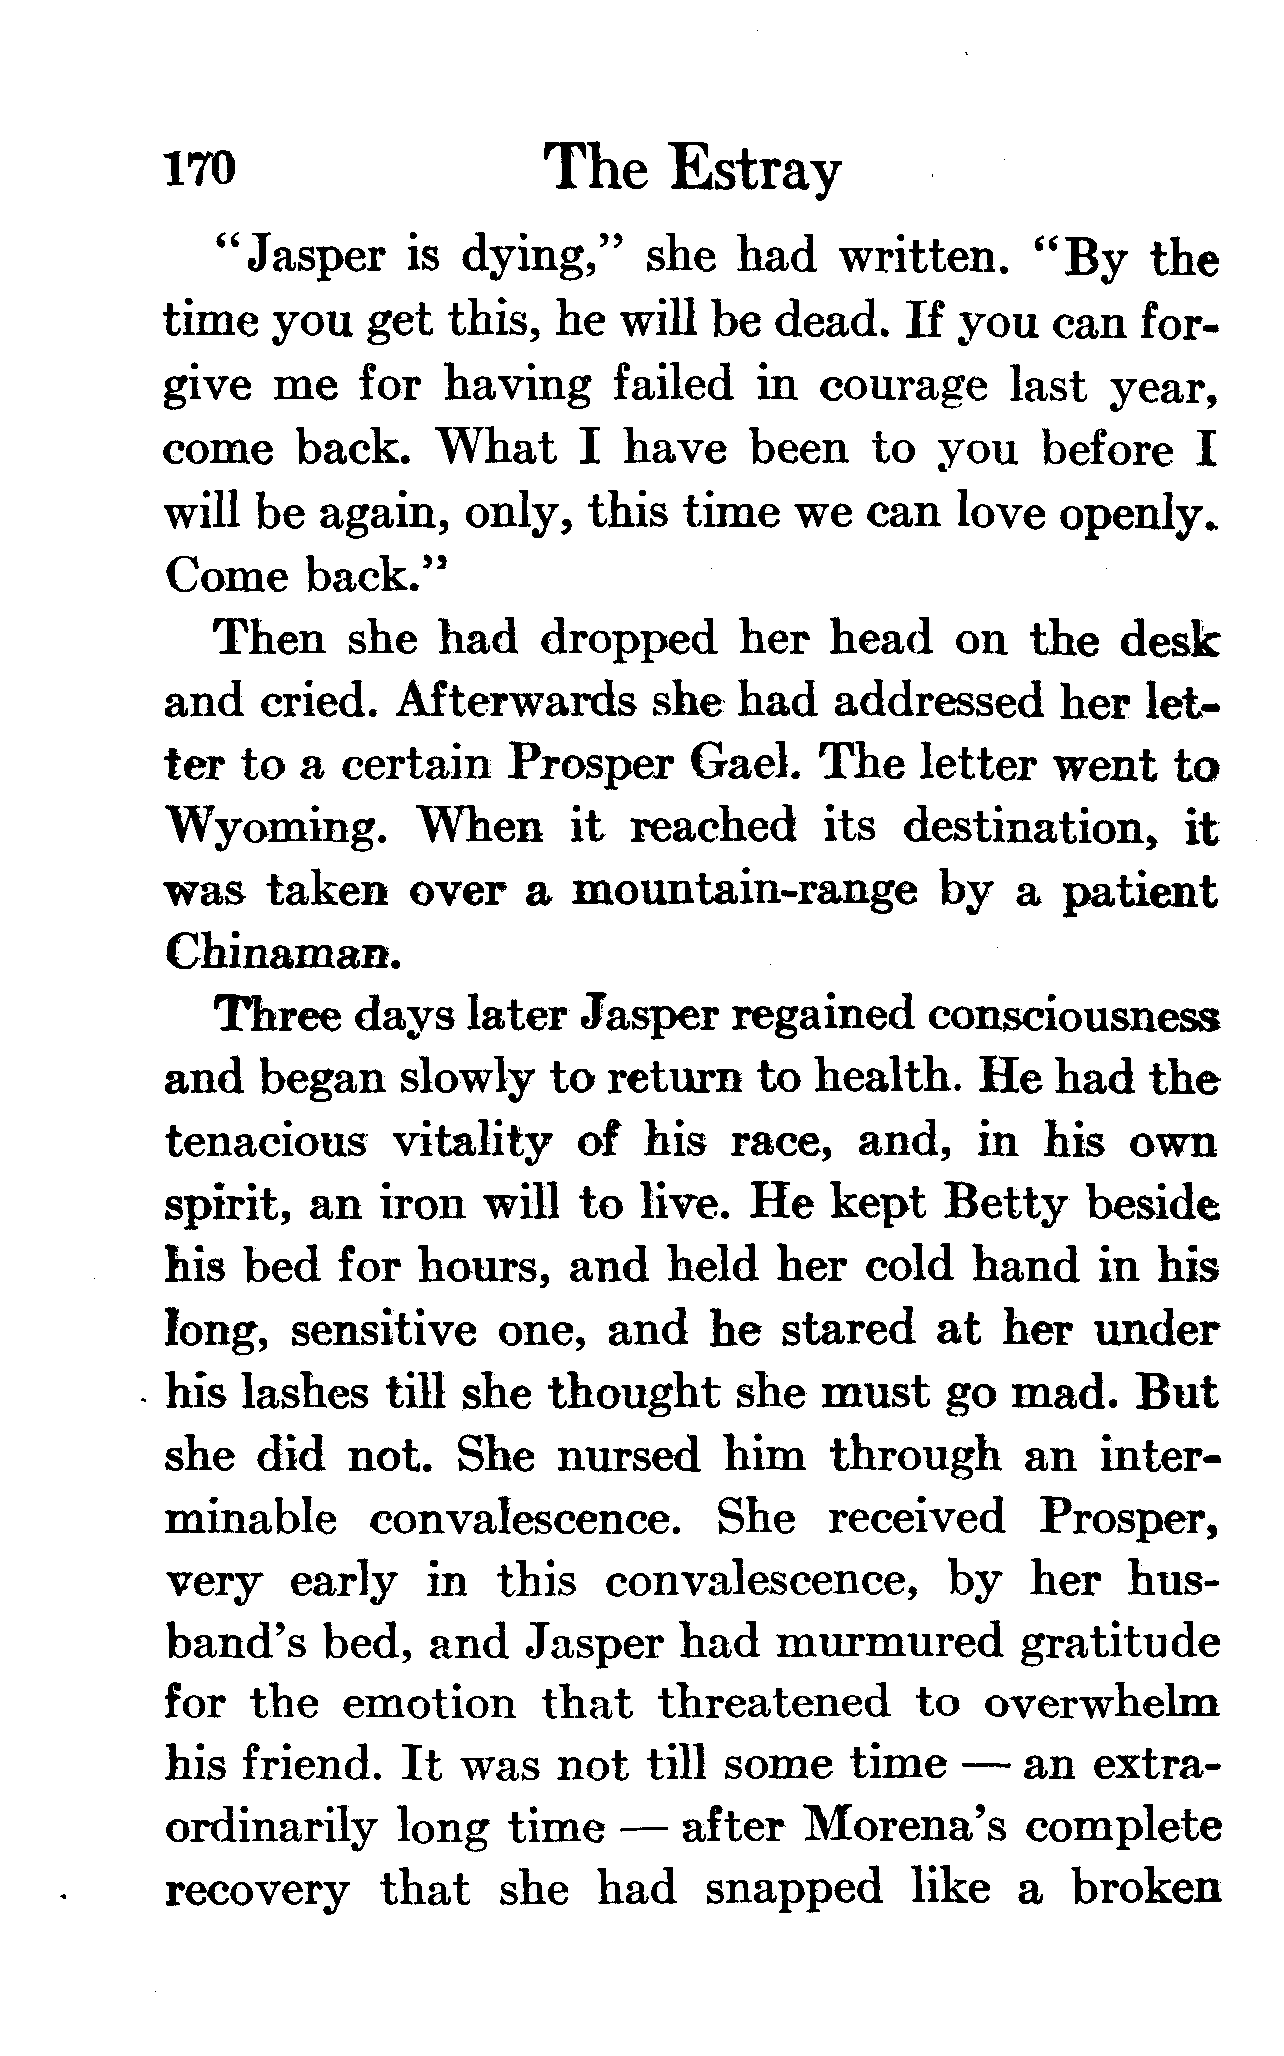 170 The Estray
"Jasper is dying," she had written. "By the
time you get this, he will be dead. If you can for-
give me for having failed in courage last year,
come back. What I have been to you before I
will be again, only, this time we can love openly.
Come back."
Then she had dropped her head on the desk
and cried. Afterwards she had addressed her let-
ter to a certain Prosper Gael. The letter went to
Wyoming. When it reached its destination, it
was taken over a mountain-range by a patient
Chinaman.
Three days later Jasper regained consciousness
and began slowly to return to health. He had the
tenacious vitality of his race, and, in his own
spirit, an iron will to live. He kept Betty beside
his bed for hours, and held her cold hand in his
long, sensitive one, and he stared at her under
his lashes till she thought she must go mad. But
she did not. She nursed him through an inter-
minable convalescence. She received Prosper,
very early in this convalescence, by her hus-
band's bed, and Jasper had murmured gratitude
for the emotion that threatened to overwhelm
his friend. It was not till some time — an extra-
ordinarily long time — after Morena's complete
recovery that she had snapped like a broken